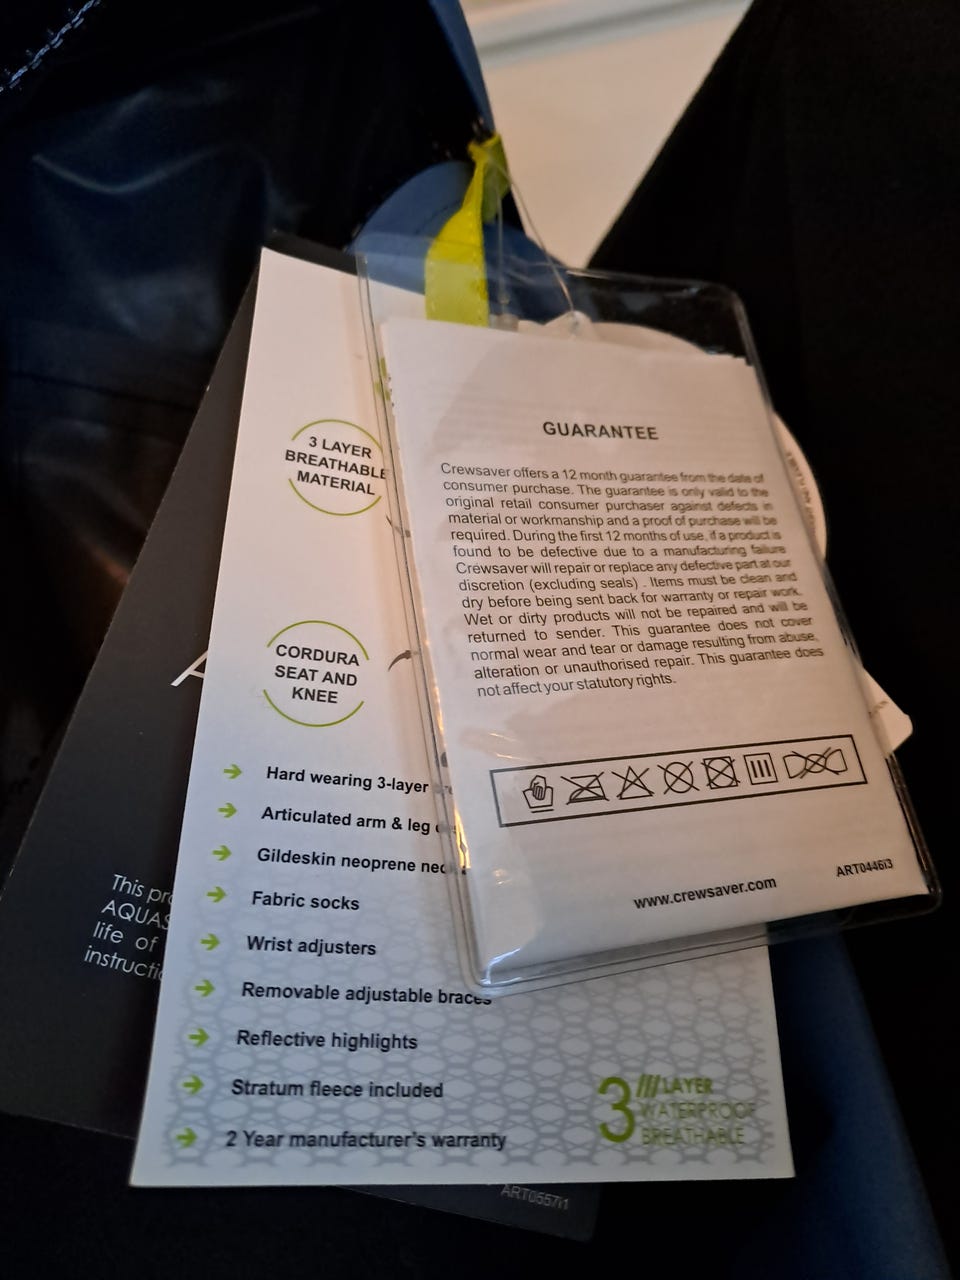 3 LAYER
BREATHABLE
MATERIAL
CORDURA
SEAT AND
KNEE
Hard wearing 3-layer
Articulated arm & leg
Gildeskin neoprene
Fabric socks
Wrist adjusters
Removable adjustable braces
Reflective highlights
Stratum fleece included
2 Year manufacturer's warranty
3 LAYER
WATERPROOF
BREATHABLE
GUARANTEE
Crewsaver offers a 12 month guarantee from the date of
consumer purchase. The guarantee is only valid to the
original retail consumer purchaser against defects in
material or workmanship and a proof of purchase will be
required. During the first 12 months of use, if a product is
found to be defective due to a manufacturing failure
Crewsaver will repair or replace any defective part at our
discretion (excluding seals) . Items must be clean and
dry before being sent back for warranty or repair work.
Wet or dirty products will not be repaired and will be
returned to sender. This guarantee does not cover
normal wear and tear or damage resulting from abuse,
alteration or unauthorised repair. This guarantee does
not affect your statutory rights.
www.crewsaver.com
ART0446i3
This
life of
ART0557i1